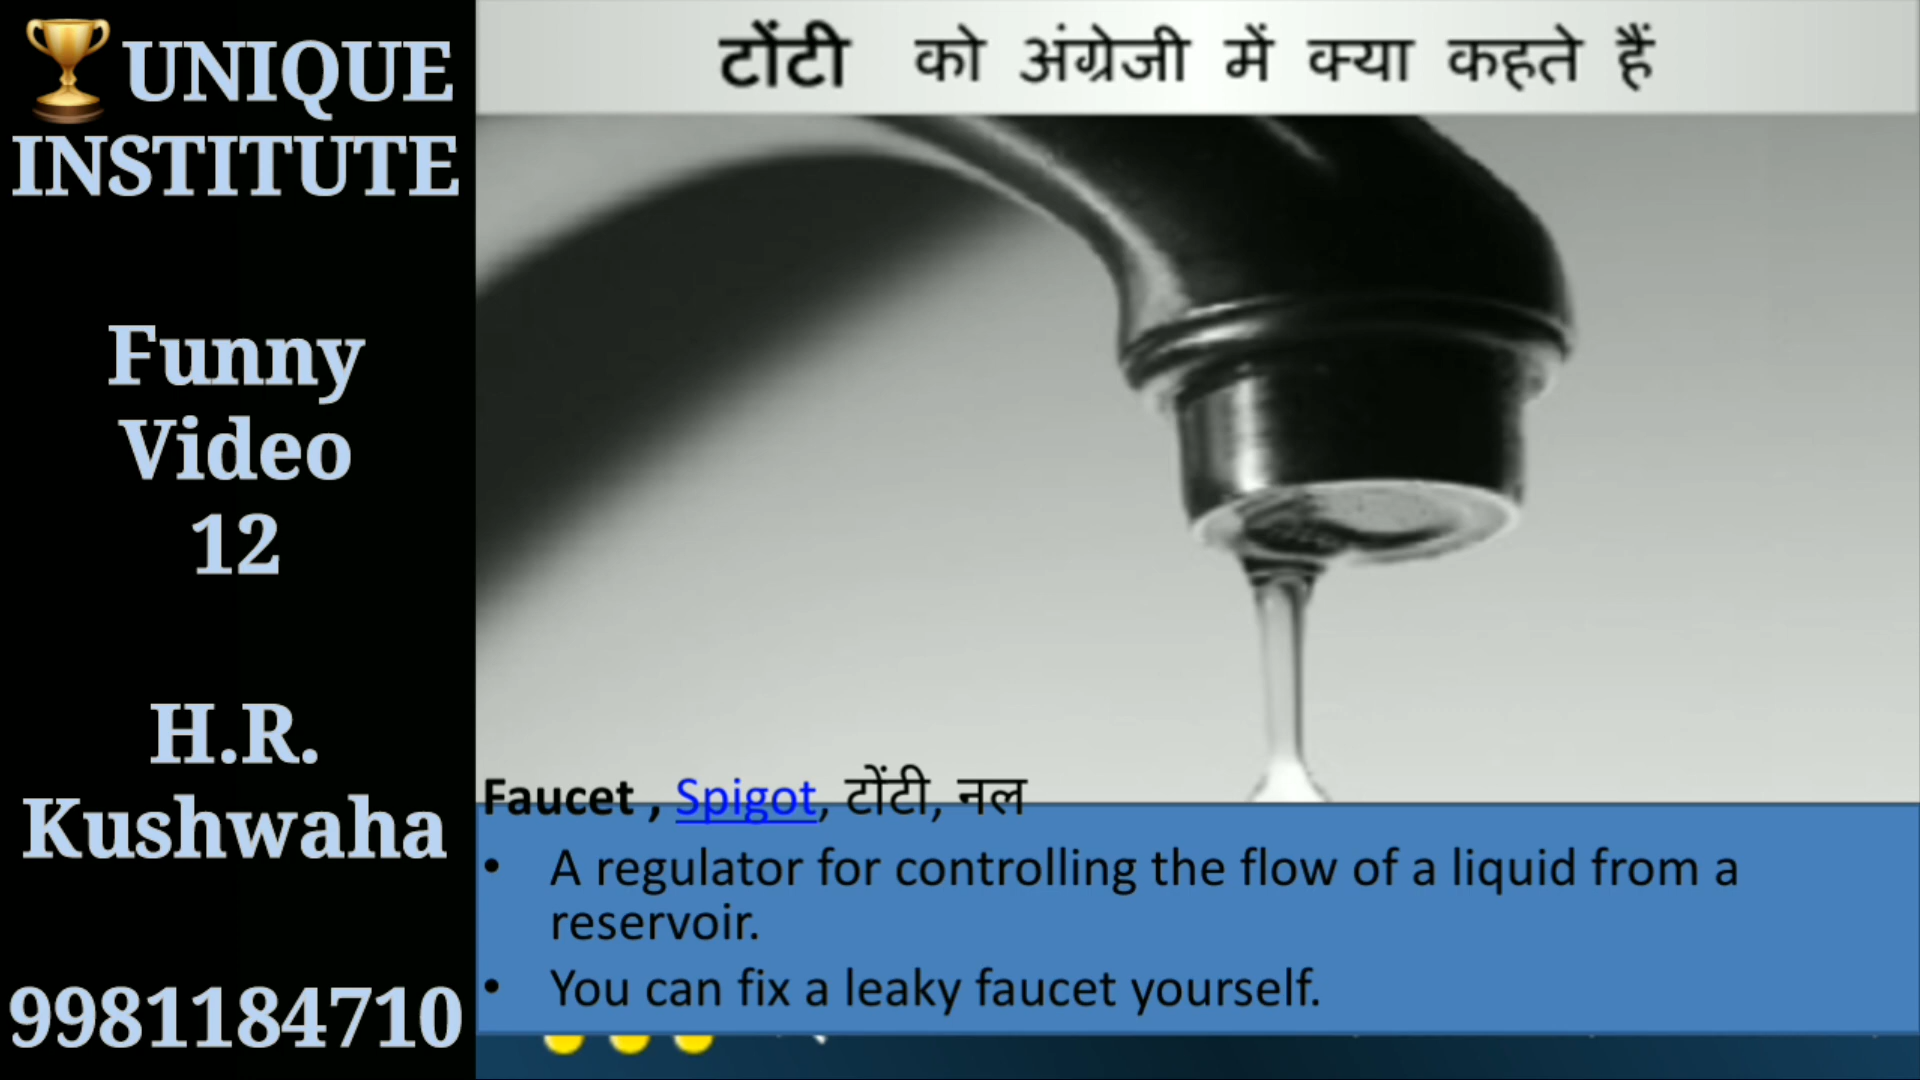 UNIQUE
INSTITUTE
Funny
Video
12
H.R.
Kushwaha
9981184710
टोंटी को अंग्रेजी में क्या कहते हैं
Faucet , Spigot, टोंटी, नल
• A regulator for controlling the flow of a liquid from a
reservoir.
• You can fix a leaky faucet yourself.